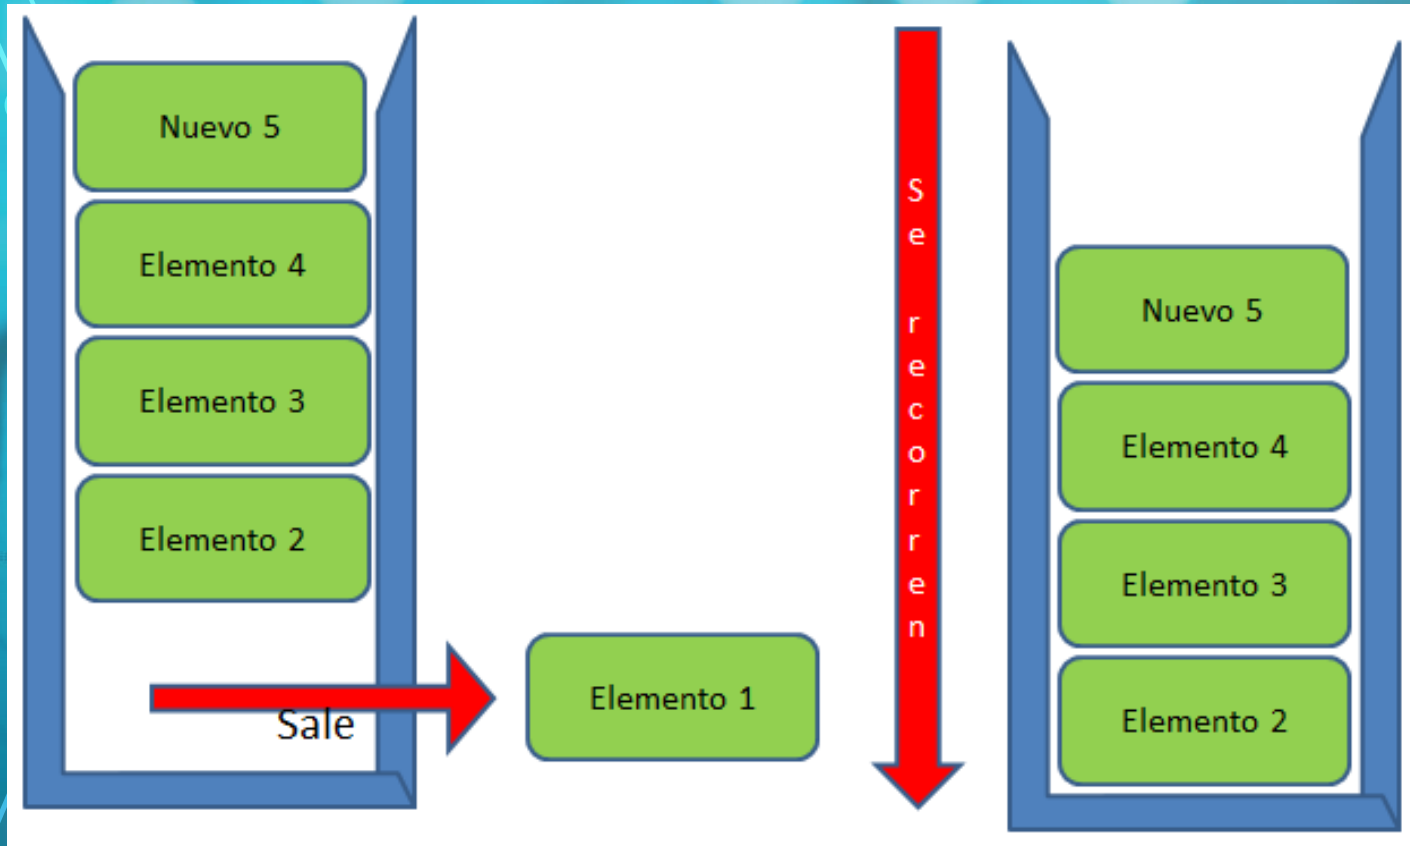 Nuevo 5
Elemento 4
Elemento 3
Elemento 2
Sale
Elemento 1
Se recorren
Nuevo 5
Elemento 4
Elemento 3
Elemento 2